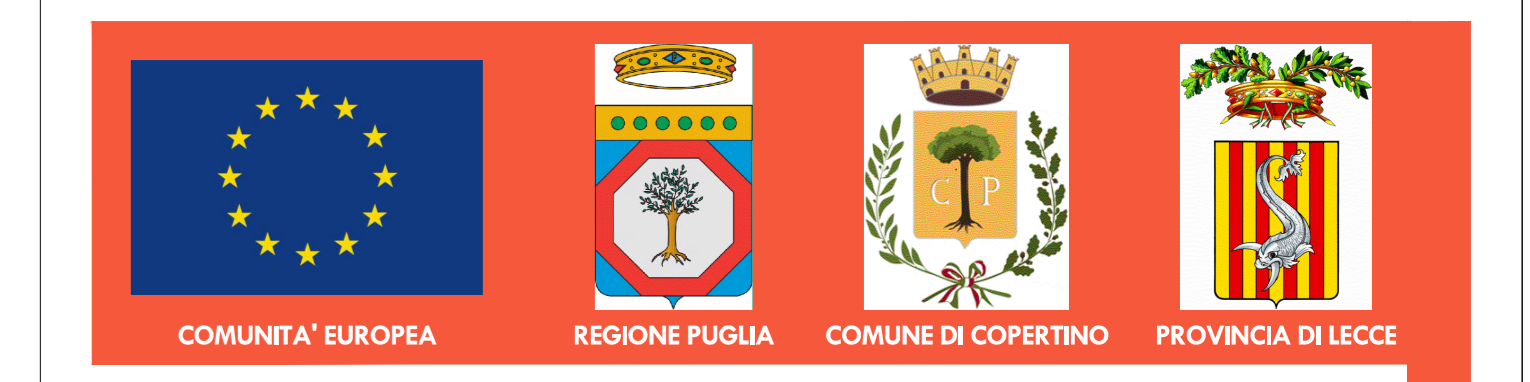 C P
COMUNITA' EUROPEA
REGIONE PUGLIA
COMUNE DI COPERTINO
PROVINCIA DI LECCE